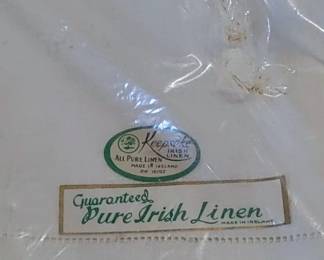 Keepsake
IRISH
LINEN
ALL PURE LINEN
MADE IN IRELAND
Guaranteed
Pure Irish Linen
MADE IN IRELAND